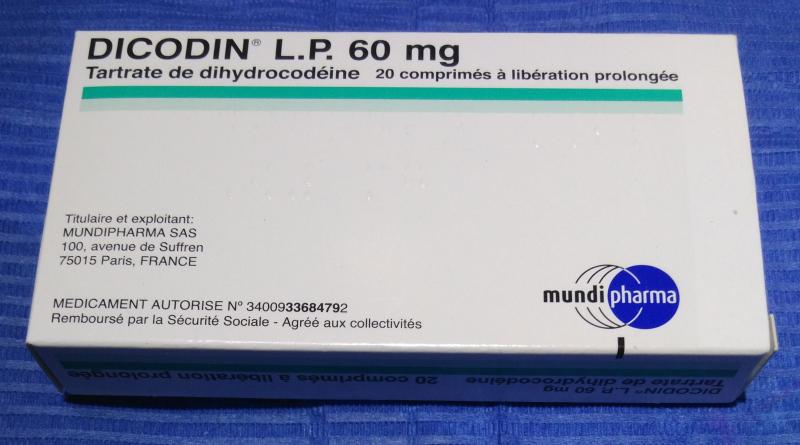 DICODIN® L.P. 60 mg
Tartrate de dihydrocodéine 20 comprimés à libération prolongée
Titulaire et exploitant:
MUNDIPHARMA SAS
100, avenue de Suffren
75015 Paris, FRANCE
mundipharma
MEDICAMENT AUTORISE Nº 3400933684792
Remboursé par la Sécurité Sociale - Agréé aux collectivités
DICODIN® L.P. 60 mg
Tartrate de dihydrocodéine 20 comprimés à libération prolongée